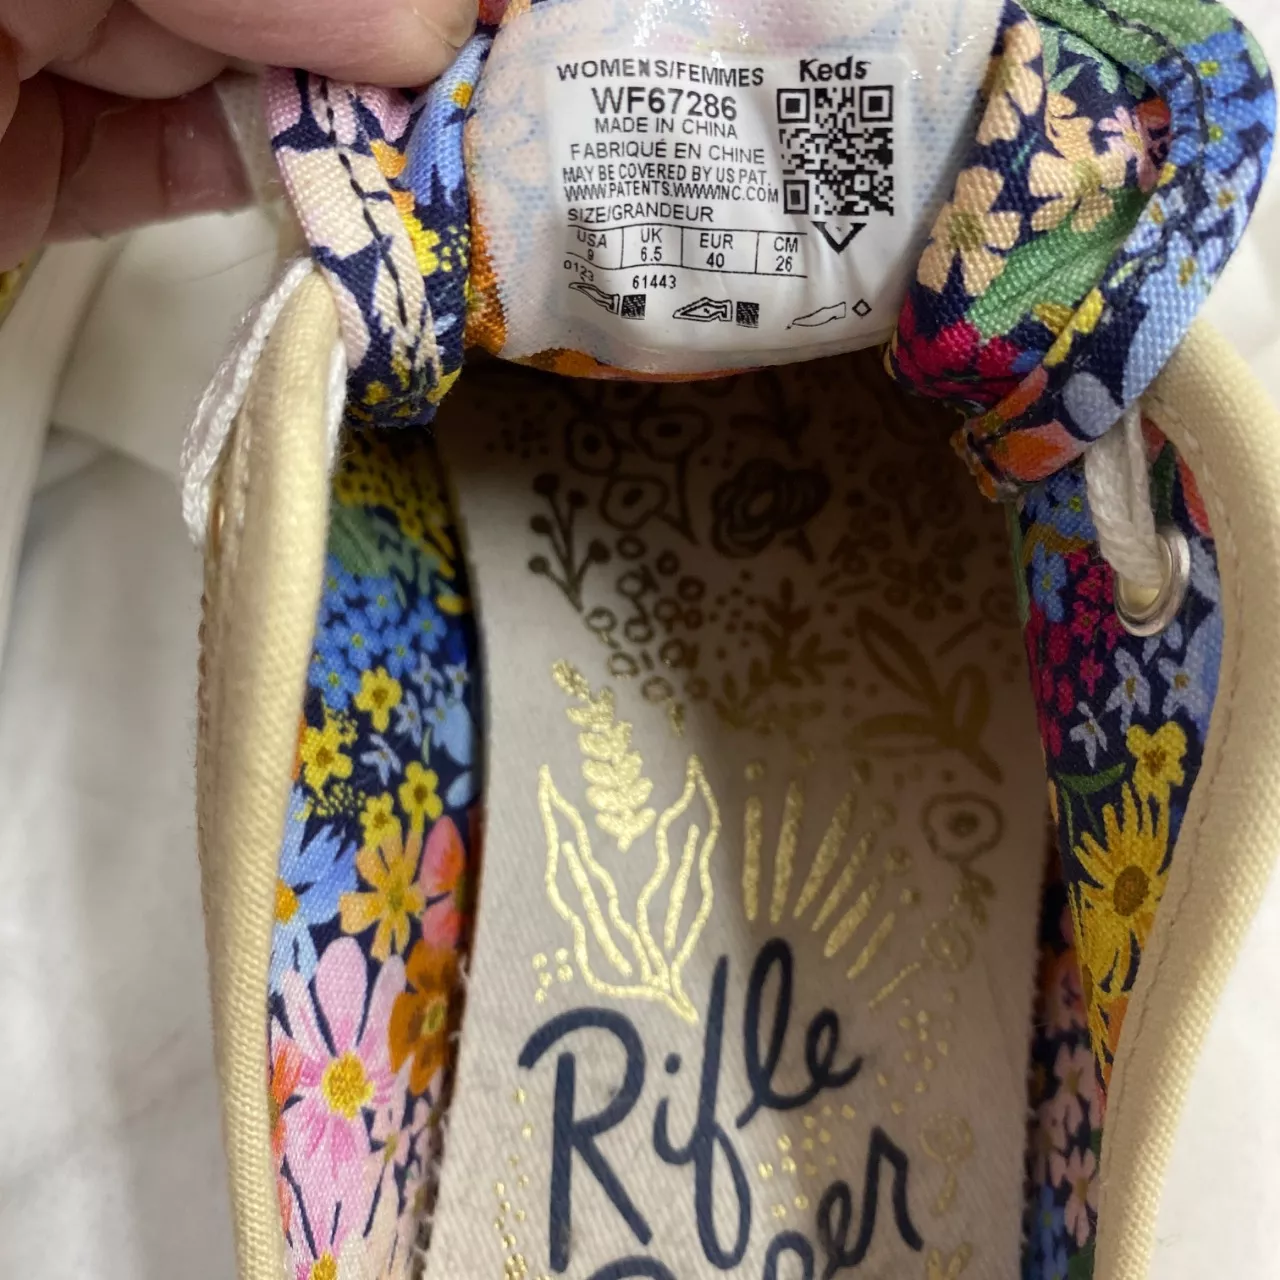 WOMENS/FEMMES Keds
WF67286
MADE IN CHINA
FABRIQUÉ EN CHINE
MAY BE COVERED BY US PAT.
WWW.PATENTS.WWWINC.COM
SIZE/GRANDEUR
USA UK EUR CM
9 6.5 40 26
0123 61443
Rifle